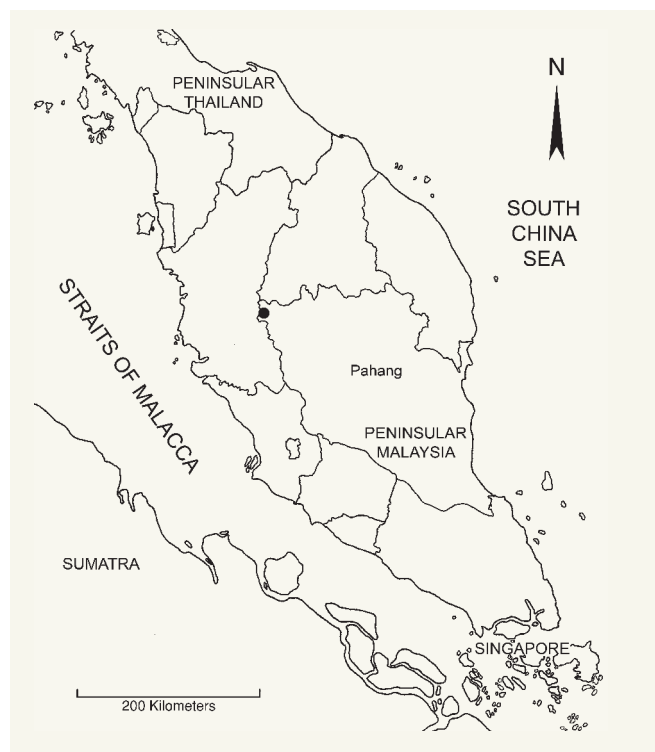 PENINSULAR
THAILAND
N
SOUTH
CHINA
SEA
STRAITS OF MALACCA
Pahang
PENINSULAR
MALAYSIA
SUMATRA
SINGAPORE
200 Kilometers